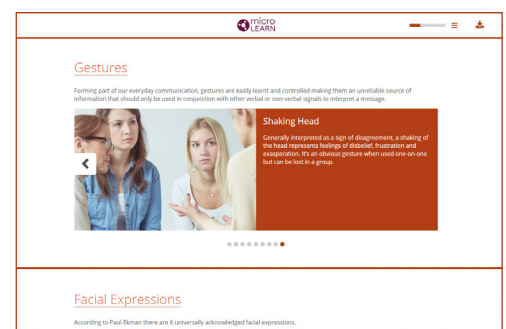 micro
LEARN
Gestures
Forming part of our everyday communication, gestures are easily learnt and controlled making them an unreliable source of
information that should only be used in conjunction with other verbal or non-verbal signals to interpret a message.
Shaking Head
Generally interpreted as a sign of disagreement, a shaking of
the head represents feelings of disbelief, frustration and
exasperation. It's an obvious gesture when used one-on-one
but can be lost in a group.
Facial Expressions
According to Paul Ekman there are 6 universally acknowledged facial expressions.